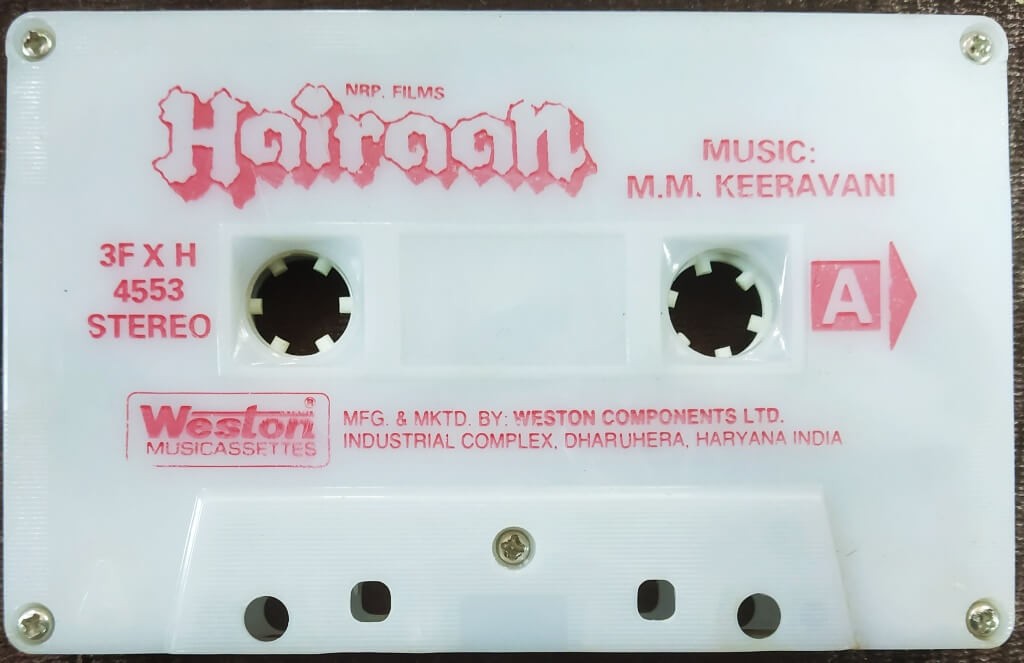 NRP. FILMS
Hairaan
MUSIC:
M.M. KEERAVANI
3F X H
4553
STEREO
A
Weston ®
MUSICASSETTES
MFG. & MKTD. BY: WESTON COMPONENTS LTD.
INDUSTRIAL COMPLEX, DHARUHERA, HARYANA INDIA